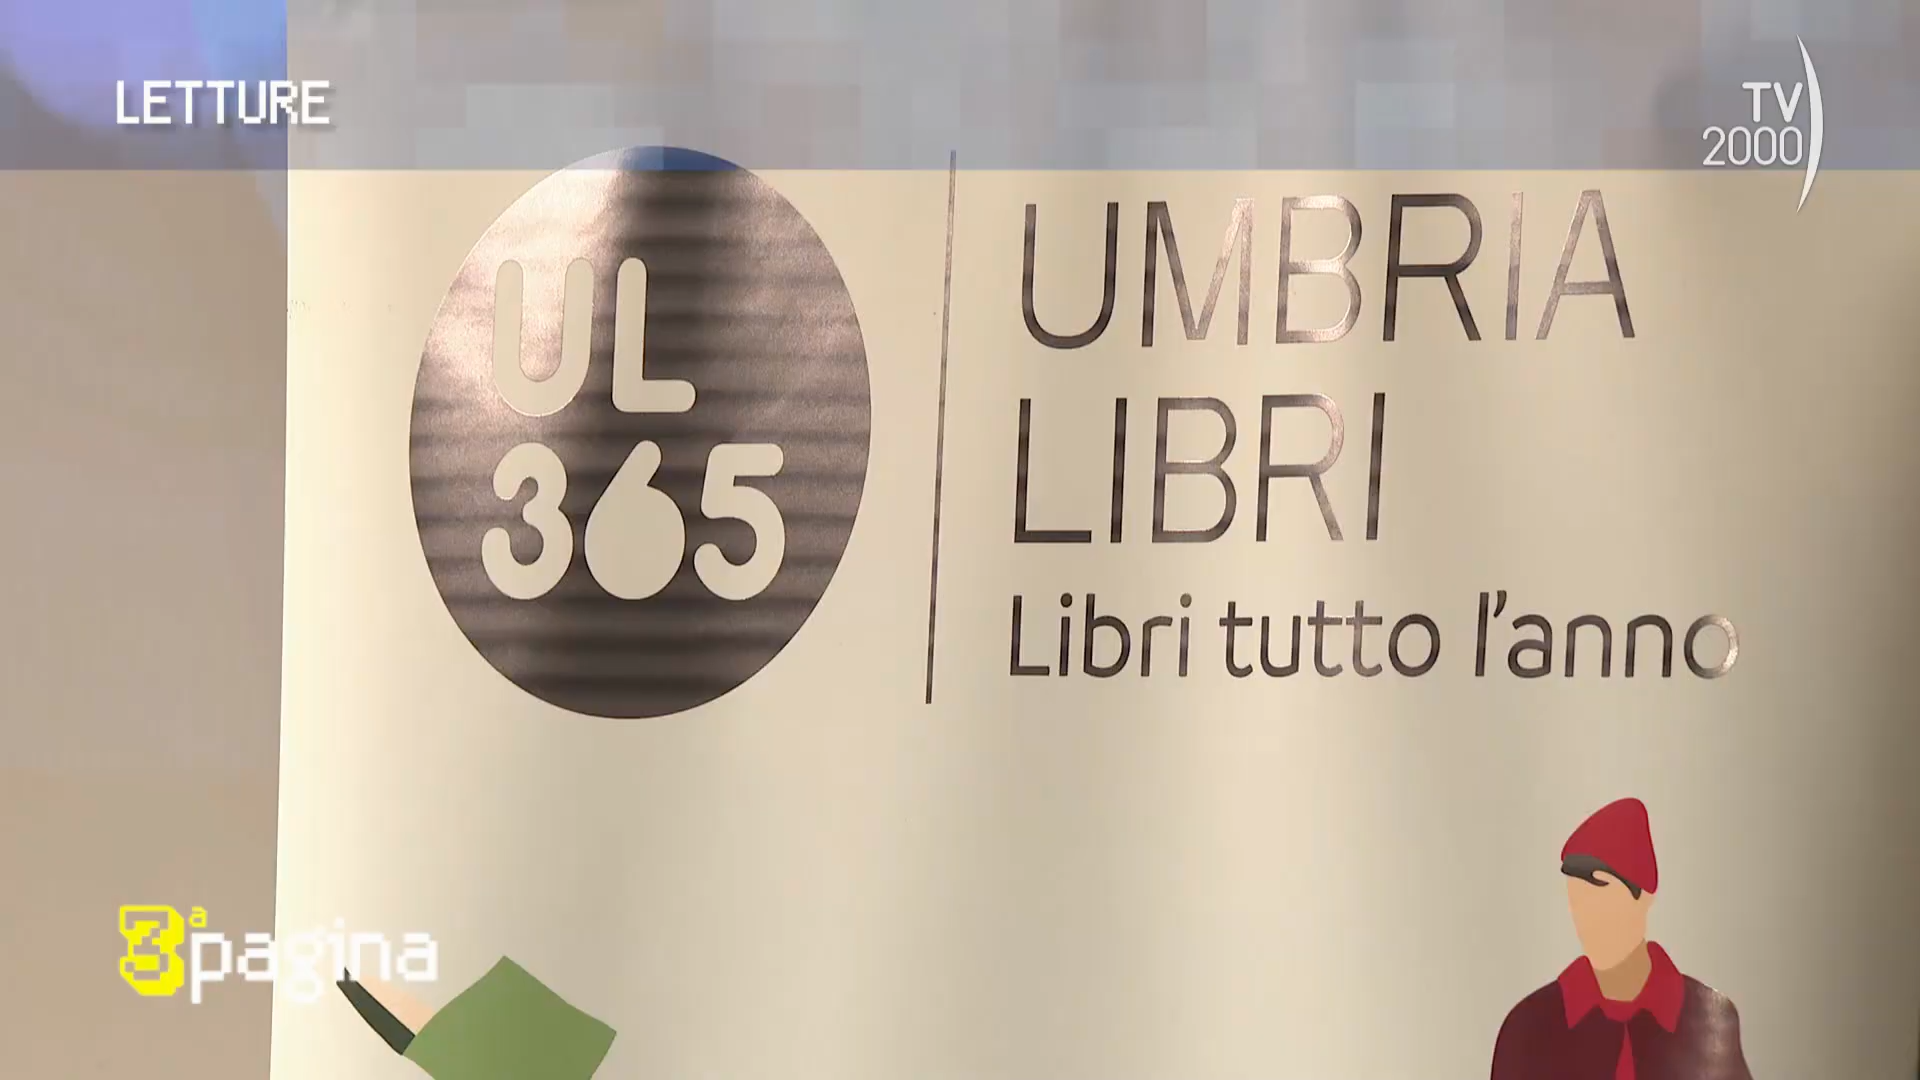 LETTURE
TV
2000
UL
365
UMBRIA
LIBRI
Libri tutto l'anno
3ª pagina